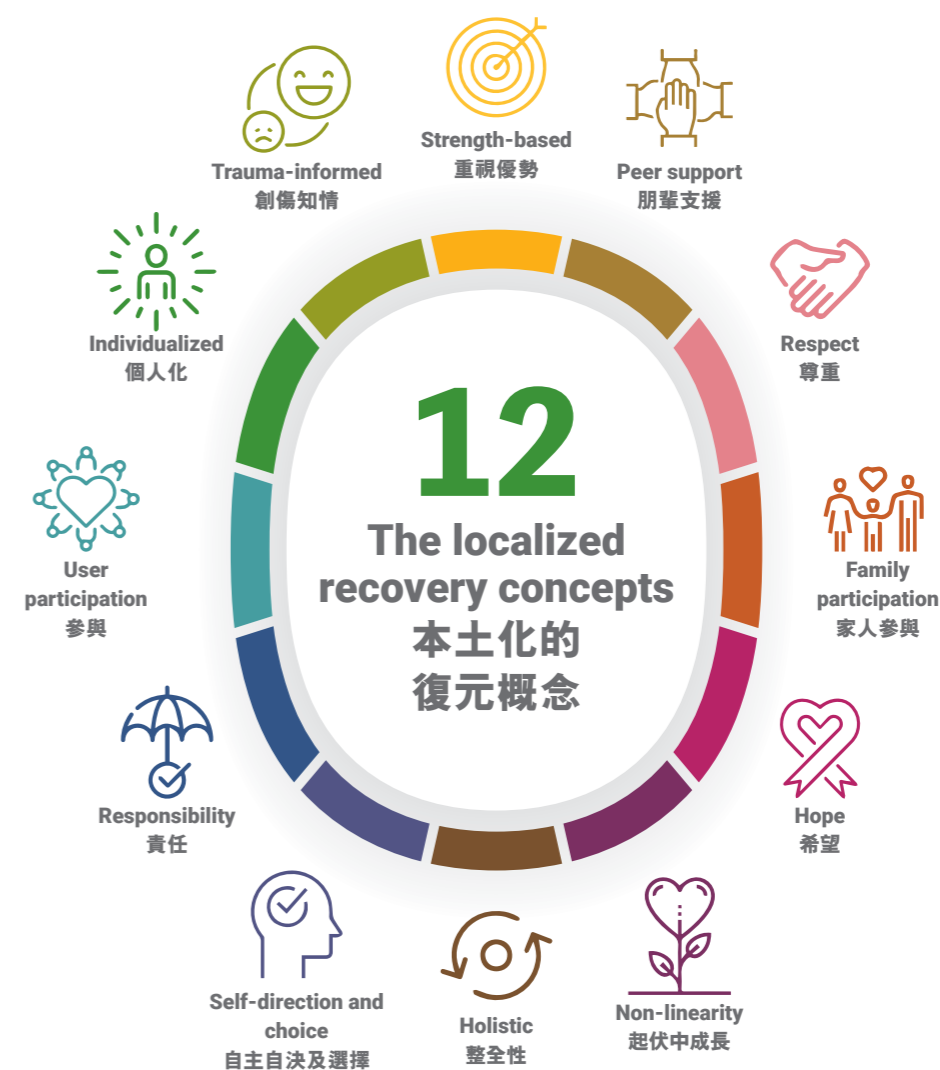 Strength-based
重視優勢
Peer support
朋輩支援
Respect
尊重
Family
participation
家人參與
Hope
希望
Non-linearity
起伏中成長
Holistic
整全性
Self-direction and
choice
自主自決及選擇
Responsibility
責任
User
participation
參與
Individualized
個人化
Trauma-informed
創傷知情
12
The localized
recovery concepts
本土化的
復元概念